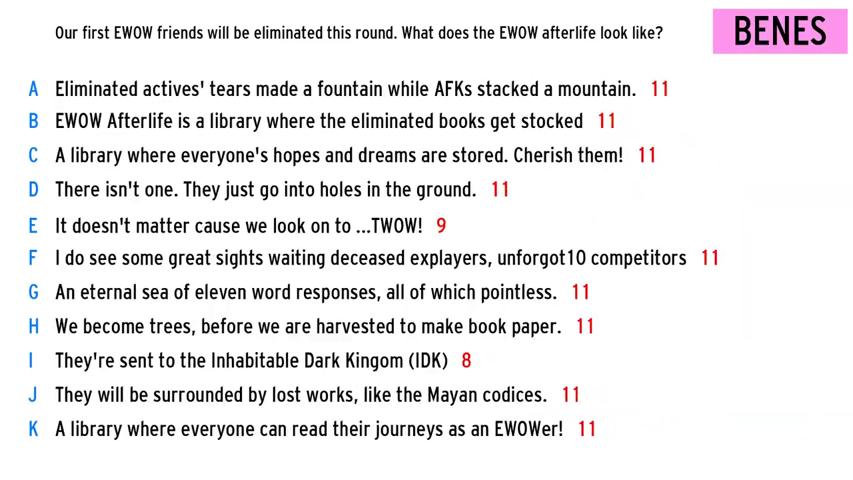 Our first EWOW friends will be eliminated this round. What does the EWOW afterlife look like?
BENES
A Eliminated actives' tears made a fountain while AFKs stacked a mountain. 11
B EWOW Afterlife is a library where the eliminated books get stocked 11
C A library where everyone's hopes and dreams are stored. Cherish them! 11
D There isn't one. They just go into holes in the ground. 11
E It doesn't matter cause we look on to ...TWOW! 9
F I do see some great sights waiting deceased explayers, unforgot10 competitors 11
G An eternal sea of eleven word responses, all of which pointless. 11
H We become trees, before we are harvested to make book paper. 11
I They're sent to the Inhabitable Dark Kingom (IDK) 8
J They will be surrounded by lost works, like the Mayan codices. 11
K A library where everyone can read their journeys as an EWOWer! 11